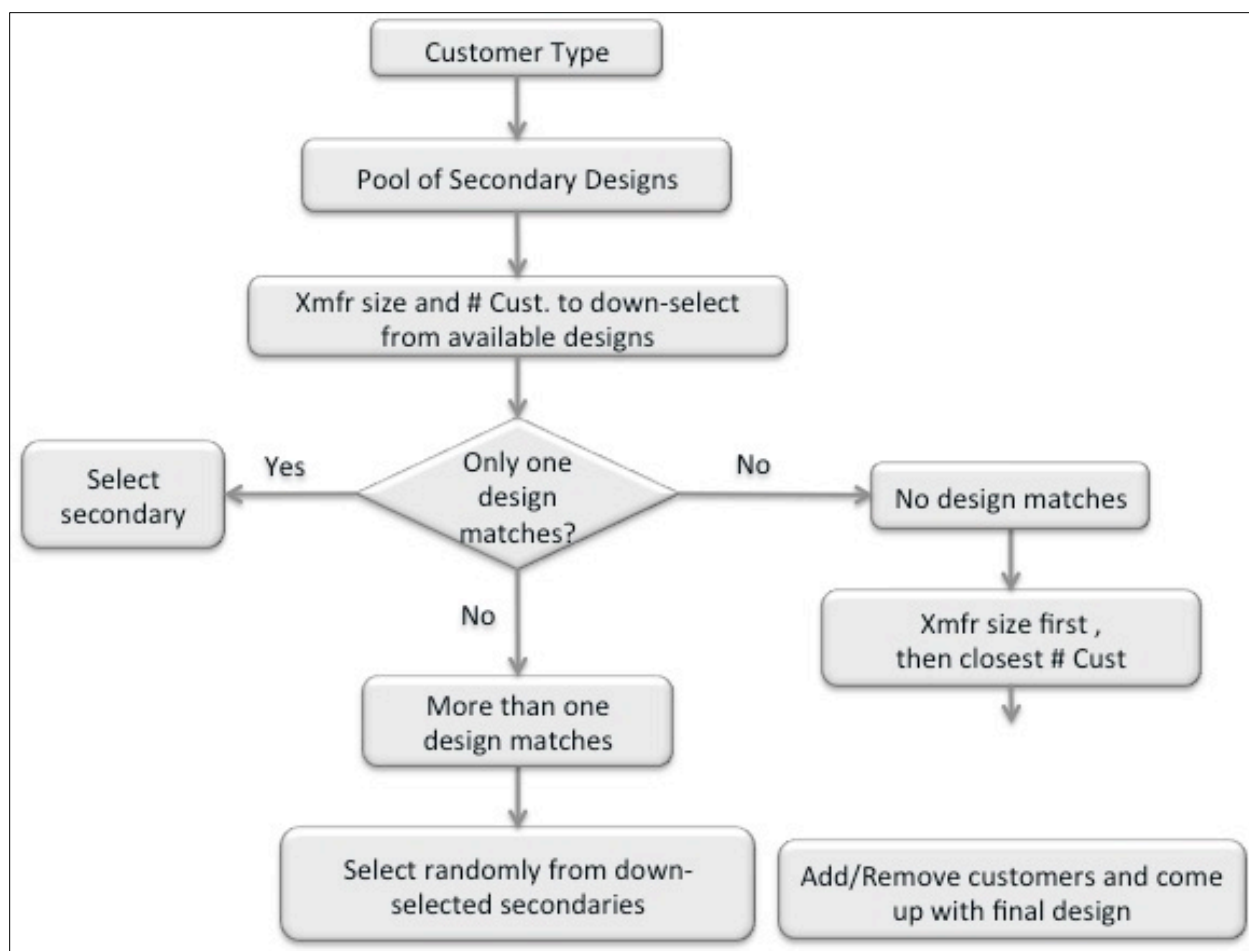 Customer Type
Pool of Secondary Designs
Xmfr size and # Cust. to down-select
from available designs
Only one
design
matches?
Yes
No
Select
secondary
No design matches
Xmfr size first ,
then closest # Cust
No
More than one
design matches
Select randomly from down-
selected secondaries
Add/Remove customers and come
up with final design